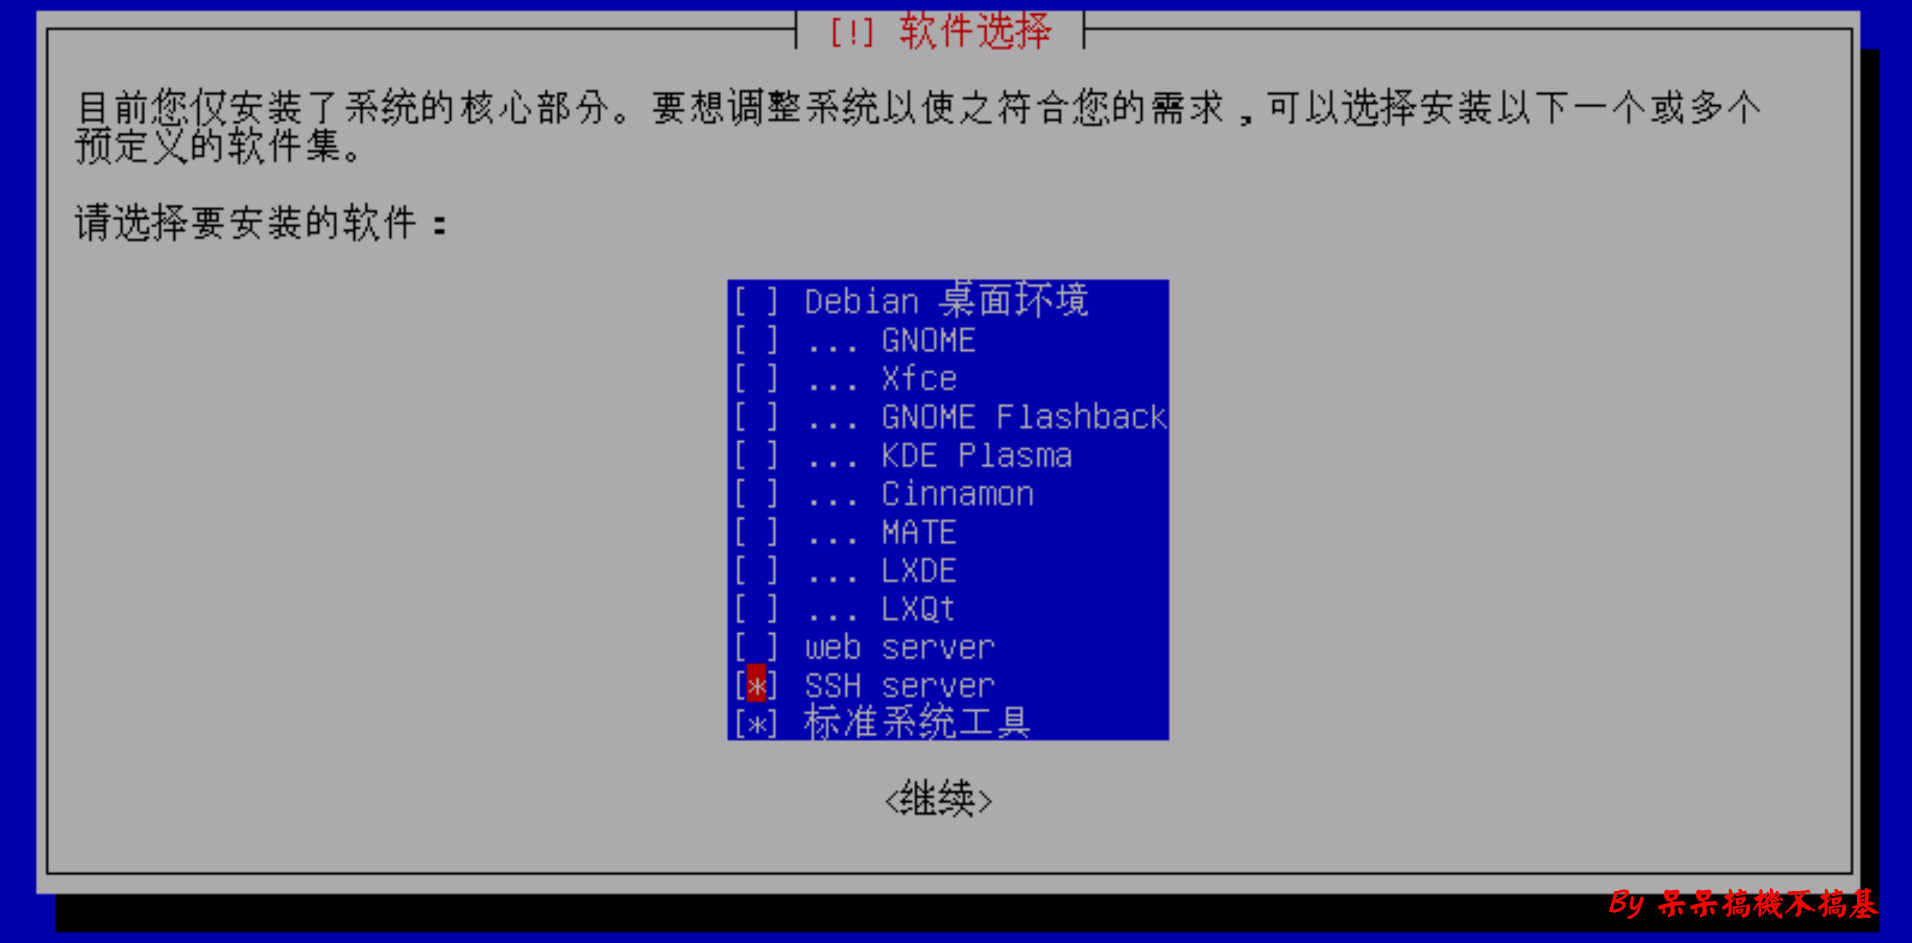 [!] 软件选择
目前您仅安装了系统的核心部分。要想调整系统以使之符合您的需求，可以选择安装以下一个或多个
预定义的软件集。
请选择要安装的软件：
[ ] Debian 桌面环境
[ ] ... GNOME
[ ] ... Xfce
[ ] ... GNOME Flashback
[ ] ... KDE Plasma
[ ] ... Cinnamon
[ ] ... MATE
[ ] ... LXDE
[ ] ... LXQt
[ ] web server
[*] SSH server
[*] 标准系统工具
<继续>
By 呆呆搞機不搞基